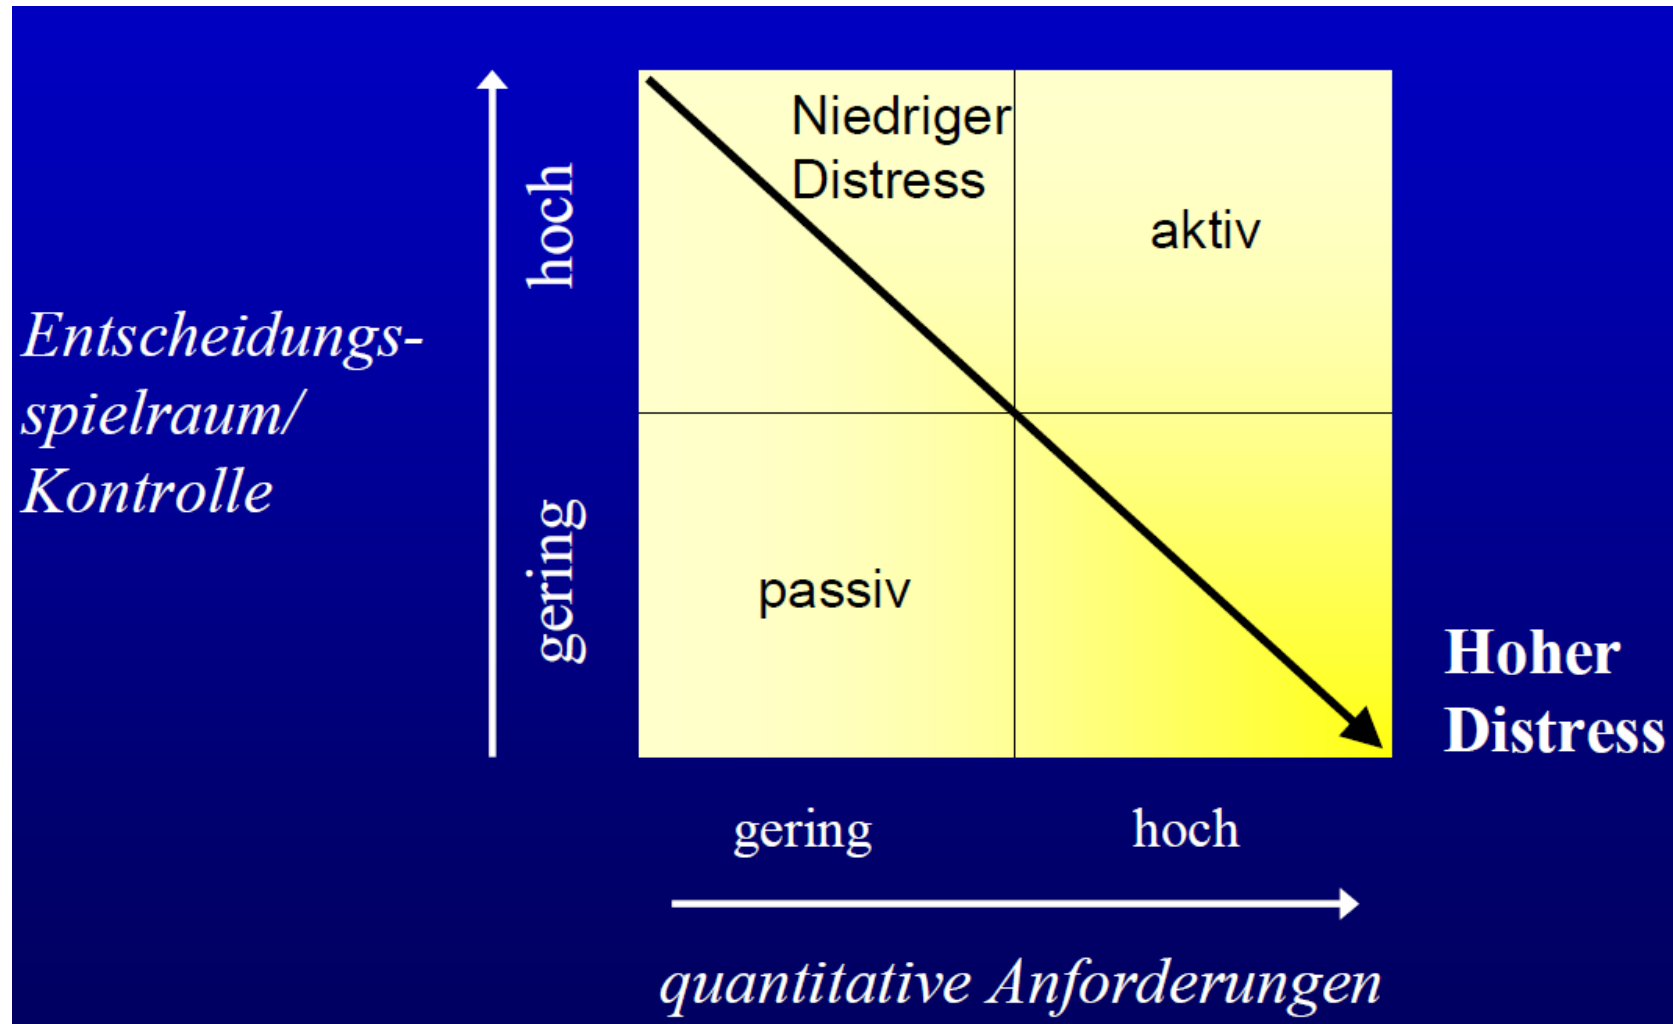 Niedriger
Distress
aktiv
hoch
Entscheidungs-
spielraum/
Kontrolle
gering
passiv
Hoher
Distress
gering
hoch
quantitative Anforderungen